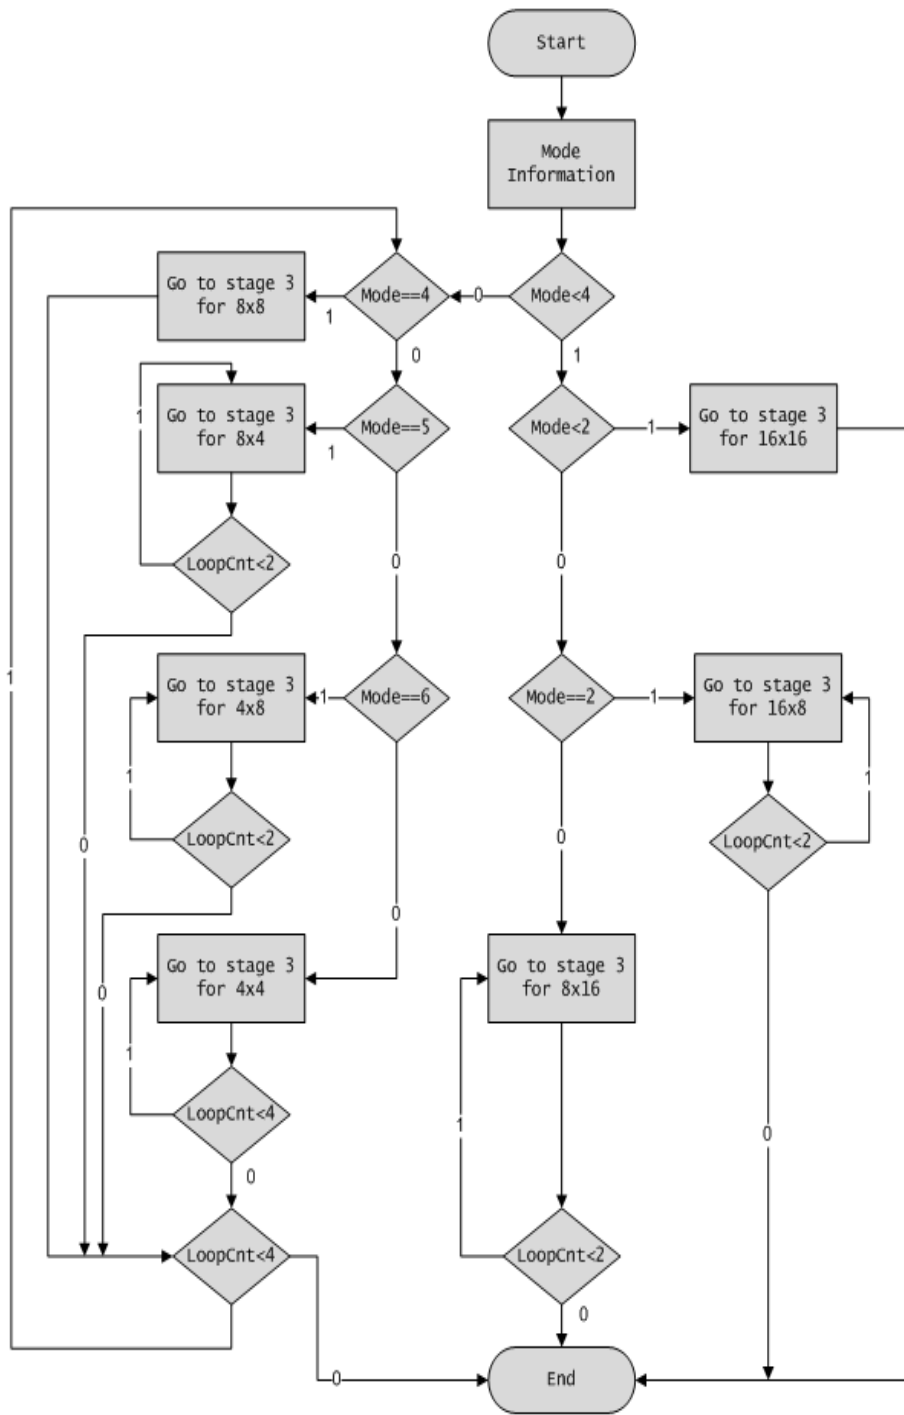 Start
Mode
Information
Go to stage 3
for 8x8
Mode==4
Mode<4
1
0
0
1
Go to stage 3
for 8x4
1
Mode==5
1
Mode<2
1
Go to stage 3
for 16x16
LoopCnt<2
0
0
1
Go to stage 3
for 4x8
1
Mode==6
Mode==2
1
Go to stage 3
for 16x8
1
1
LoopCnt<2
0
0
LoopCnt<2
0
Go to stage 3
for 4x4
0
Go to stage 3
for 8x16
1
LoopCnt<4
1
0
0
LoopCnt<4
LoopCnt<2
0
0
End